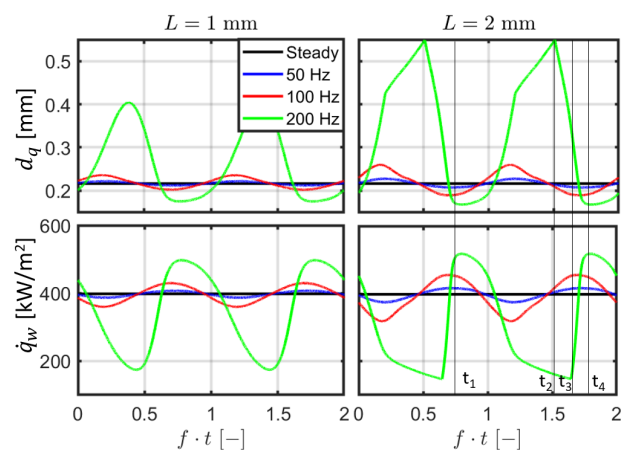 L = 1 mm
L = 2 mm
Steady
50 Hz
100 Hz
200 Hz
d_q [mm]
0.5
0.4
0.3
0.2
q̇_w [kW/m²]
600
400
200
t₁
t₂
t₃
t₄
0
0.5
1
1.5
2
0
0.5
1
1.5
2
f · t [−]
f · t [−]